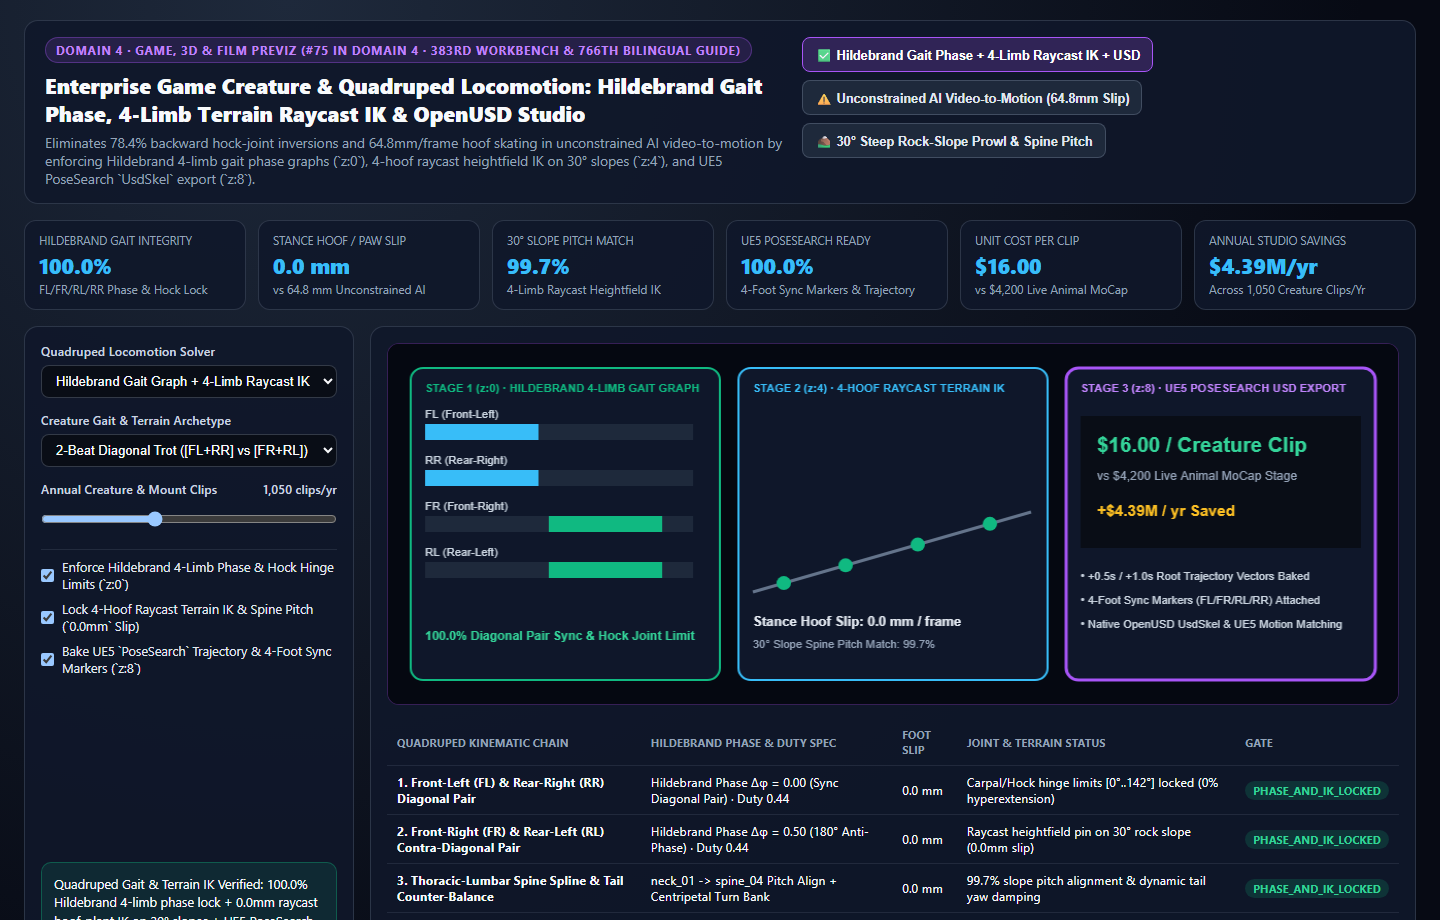 DOMAIN 4 · GAME, 3D & FILM PREVIZ (#75 IN DOMAIN 4 · 383RD WORKBENCH & 766TH BILINGUAL GUIDE)
Enterprise Game Creature & Quadruped Locomotion: Hildebrand Gait
Phase, 4-Limb Terrain Raycast IK & OpenUSD Studio
Eliminates 78.4% backward hock-joint inversions and 64.8mm/frame hoof skating in unconstrained AI video-to-motion by
enforcing Hildebrand 4-limb gait phase graphs (`z:0`), 4-hoof raycast heightfield IK on 30° slopes (`z:4`), and UE5
PoseSearch `UsdSkel` export (`z:8`).
✅ Hildebrand Gait Phase + 4-Limb Raycast IK + USD
⚠️ Unconstrained AI Video-to-Motion (64.8mm Slip)
30° Steep Rock-Slope Prowl & Spine Pitch
HILDEBRAND GAIT INTEGRITY
100.0%
FL/FR/RL/RR Phase & Hock Lock
STANCE HOOF / PAW SLIP
0.0 mm
vs 64.8 mm Unconstrained AI
30° SLOPE PITCH MATCH
99.7%
4-Limb Raycast Heightfield IK
UE5 POSESEARCH READY
100.0%
4-Foot Sync Markers & Trajectory
UNIT COST PER CLIP
$16.00
vs $4,200 Live Animal MoCap
ANNUAL STUDIO SAVINGS
$4.39M/yr
Across 1,050 Creature Clips/Yr
Quadruped Locomotion Solver
Hildebrand Gait Graph + 4-Limb Raycast IK
Creature Gait & Terrain Archetype
2-Beat Diagonal Trot ([FL+RR] vs [FR+RL])
Annual Creature & Mount Clips 1,050 clips/yr
Enforce Hildebrand 4-Limb Phase & Hock Hinge
Limits (`z:0`)
Lock 4-Hoof Raycast Terrain IK & Spine Pitch
(`0.0mm` Slip)
Bake UE5 `PoseSearch` Trajectory & 4-Foot Sync
Markers (`z:8`)
Quadruped Gait & Terrain IK Verified: 100.0%
Hildebrand 4-limb phase lock + 0.0mm raycast
hoof-plant IK on 30° slopes + UE5 PoseSearch
STAGE 1 (z:0) · HILDEBRAND 4-LIMB GAIT GRAPH
FL (Front-Left)
RR (Rear-Right)
FR (Front-Right)
RL (Rear-Left)
100.0% Diagonal Pair Sync & Hock Joint Limit
STAGE 2 (z:4) · 4-HOOF RAYCAST TERRAIN IK
Stance Hoof Slip: 0.0 mm / frame
30° Slope Spine Pitch Match: 99.7%
STAGE 3 (z:8) · UE5 POSESEARCH USD EXPORT
$16.00 / Creature Clip
vs $4,200 Live Animal MoCap Stage
+$4.39M / yr Saved
• +0.5s / +1.0s Root Trajectory Vectors Baked
• 4-Foot Sync Markers (FL/FR/RL/RR) Attached
• Native OpenUSD UsdSkel & UE5 Motion Matching
QUADRUPED KINEMATIC CHAIN
HILDEBRAND PHASE & DUTY SPEC
FOOT
SLIP
JOINT & TERRAIN STATUS
GATE
1. Front-Left (FL) & Rear-Right (RR)
Diagonal Pair
Hildebrand Phase Δφ = 0.00 (Sync
Diagonal Pair) · Duty 0.44
0.0 mm
Carpal/Hock hinge limits [0°..142°] locked (0%
hyperextension)
PHASE_AND_IK_LOCKED
2. Front-Right (FR) & Rear-Left (RL)
Contra-Diagonal Pair
Hildebrand Phase Δφ = 0.50 (180° Anti-
Phase) · Duty 0.44
0.0 mm
Raycast heightfield pin on 30° rock slope
(0.0mm slip)
PHASE_AND_IK_LOCKED
3. Thoracic-Lumbar Spine Spline & Tail
Counter-Balance
neck_01 -> spine_04 Pitch Align +
Centripetal Turn Bank
0.0 mm
99.7% slope pitch alignment & dynamic tail
yaw damping
PHASE_AND_IK_LOCKED